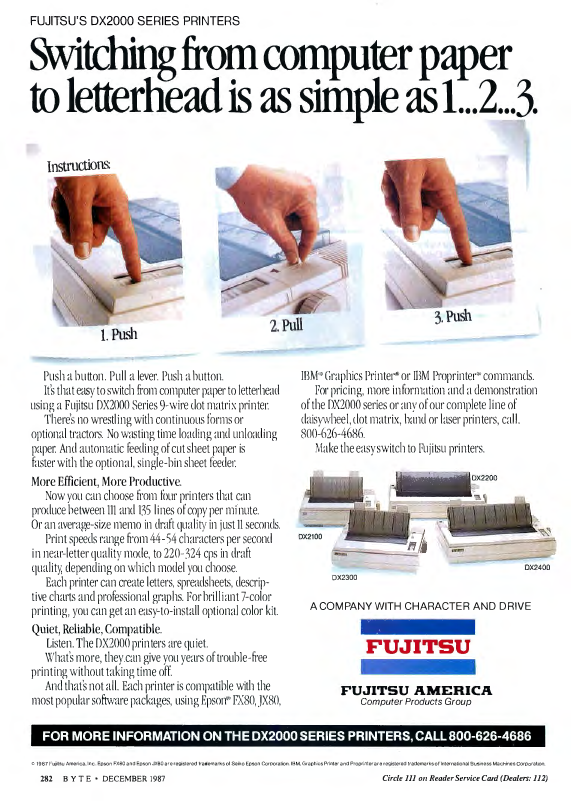 FUJITSU'S DX2000 SERIES PRINTERS
Switching from computer paper
to letterhead is as simple as 1...2...3.
Instructions:
1. Push
2. Pull
3. Push
Push a button. Pull a lever. Push a button.
It's that easy to switch from computer paper to letterhead
using a Fujitsu DX2000 Series 9-wire dot matrix printer.
There's no wrestling with continuous forms or
optional tractors. No wasting time loading and unloading
paper. And automatic feeding of cut sheet paper is
faster with the optional, single-bin sheet feeder.
More Efficient, More Productive.
Now you can choose from four printers that can
produce between 111 and 135 lines of copy per minute.
Or an average-size memo in draft quality in just 11 seconds.
Print speeds range from 44-54 characters per second
in near-letter quality mode, to 220-324 cps in draft
quality, depending on which model you choose.
Each printer can create letters, spreadsheets, descrip-
tive charts and professional graphs. For brilliant 7-color
printing, you can get an easy-to-install optional color kit.
Quiet, Reliable, Compatible.
Listen. The DX2000 printers are quiet.
What's more, they can give you years of trouble-free
printing without taking time off.
And that's not all. Each printer is compatible with the
most popular software packages, using Epson® FX80, JX80,
IBM® Graphics Printer® or IBM Proprinter® commands.
For pricing, more information and a demonstration
of the DX2000 series or any of our complete line of
daisywheel, dot matrix, band or laser printers, call
800-626-4686.
Make the easy switch to Fujitsu printers.
DX2200
DX2100
DX2400
DX2300
A COMPANY WITH CHARACTER AND DRIVE
FUJITSU
FUJITSU AMERICA
Computer Products Group
FOR MORE INFORMATION ON THE DX2000 SERIES PRINTERS, CALL 800-626-4686
© 1987 Fujitsu America, Inc. Epson FX80 and Epson JX80 are registered trademarks of Seiko Epson Corporation. IBM, Graphics Printer and Proprinter are registered trademarks of International Business Machines Corporation.
282 BYTE • DECEMBER 1987
Circle 111 on Reader Service Card (Dealers: 112)